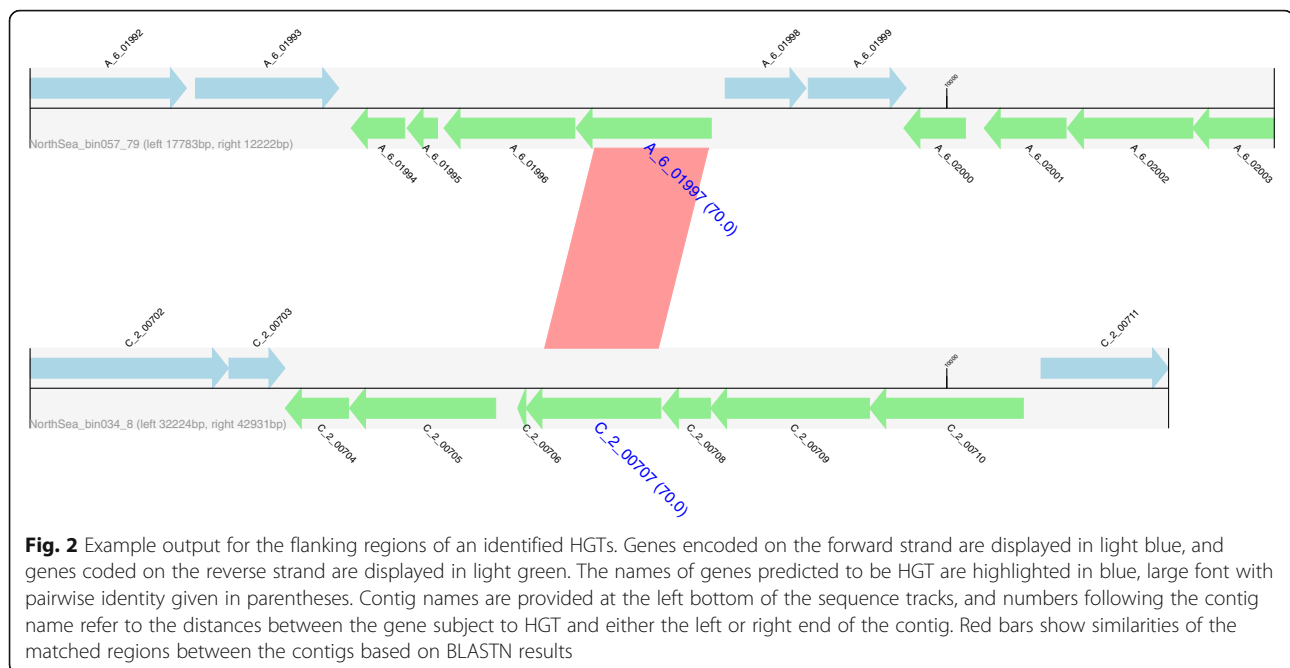 A_6_01992
A_6_01993
A_6_01998
A_6_01999
10000
NorthSea_bin057_79 (left 17783bp, right 12222bp)
A_6_01994
A_6_01995
A_6_01996
A_6_01997 (70.0)
A_6_02000
A_6_02001
A_6_02002
A_6_02003
C_2_00702
C_2_00703
10000
C_2_00711
NorthSea_bin034_8 (left 32224bp, right 42931bp)
C_2_00704
C_2_00705
C_2_00706
C_2_00707 (70.0)
C_2_00708
C_2_00709
C_2_00710
Fig. 2 Example output for the flanking regions of an identified HGTs. Genes encoded on the forward strand are displayed in light blue, and
genes coded on the reverse strand are displayed in light green. The names of genes predicted to be HGT are highlighted in blue, large font with
pairwise identity given in parentheses. Contig names are provided at the left bottom of the sequence tracks, and numbers following the contig
name refer to the distances between the gene subject to HGT and either the left or right end of the contig. Red bars show similarities of the
matched regions between the contigs based on BLASTN results